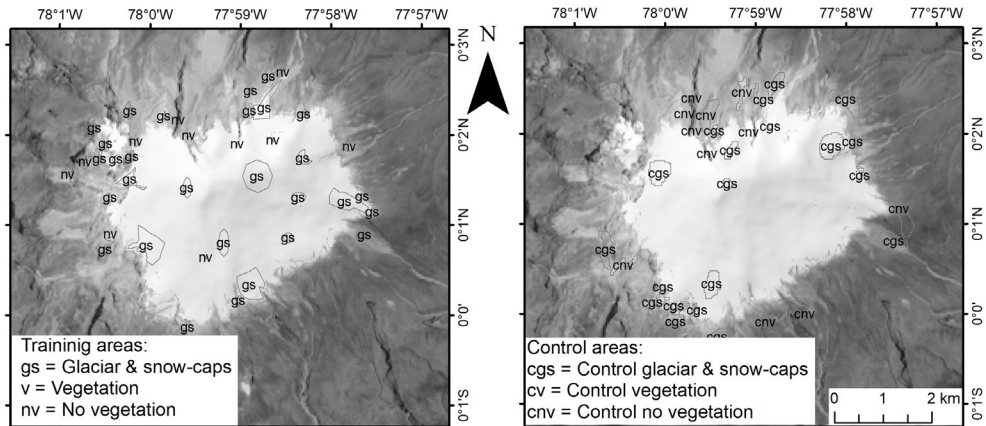 78°1'W 78°0'W 77°59'W 77°58'W 77°57'W
gs nv
gs
gs gs gs gs gs
nv
gs nv
gs nv nv nv nv
gs
nv gs gs gs gs
nv gs gs gs
gs gs gs gs
gs
nv gs gs
gs gs gs
nv
gs
gs
gs
Traininig areas:
gs = Glaciar & snow-caps
v = Vegetation
nv = No vegetation
N
78°1'W 78°0'W 77°59'W 77°58'W 77°57'W
0°3'N
0°2'N
0°1'N
0°0'
0°1'S
cgs
cnv cnv cgs cgs
cnv cnv
cnv cgs cnv cgs
cnv cgs cgs cgs
cgs cgs cgs
cnv
cgs cgs
cnv
cgs cgs
cgs cgs cgs
cgs cnv cnv
cgs
Control areas:
cgs = Control glaciar & snow-caps
cv = Control vegetation
cnv = Control no vegetation
0 1 2 km
0°3'N
0°2'N
0°1'N
0°0'
0°1'S